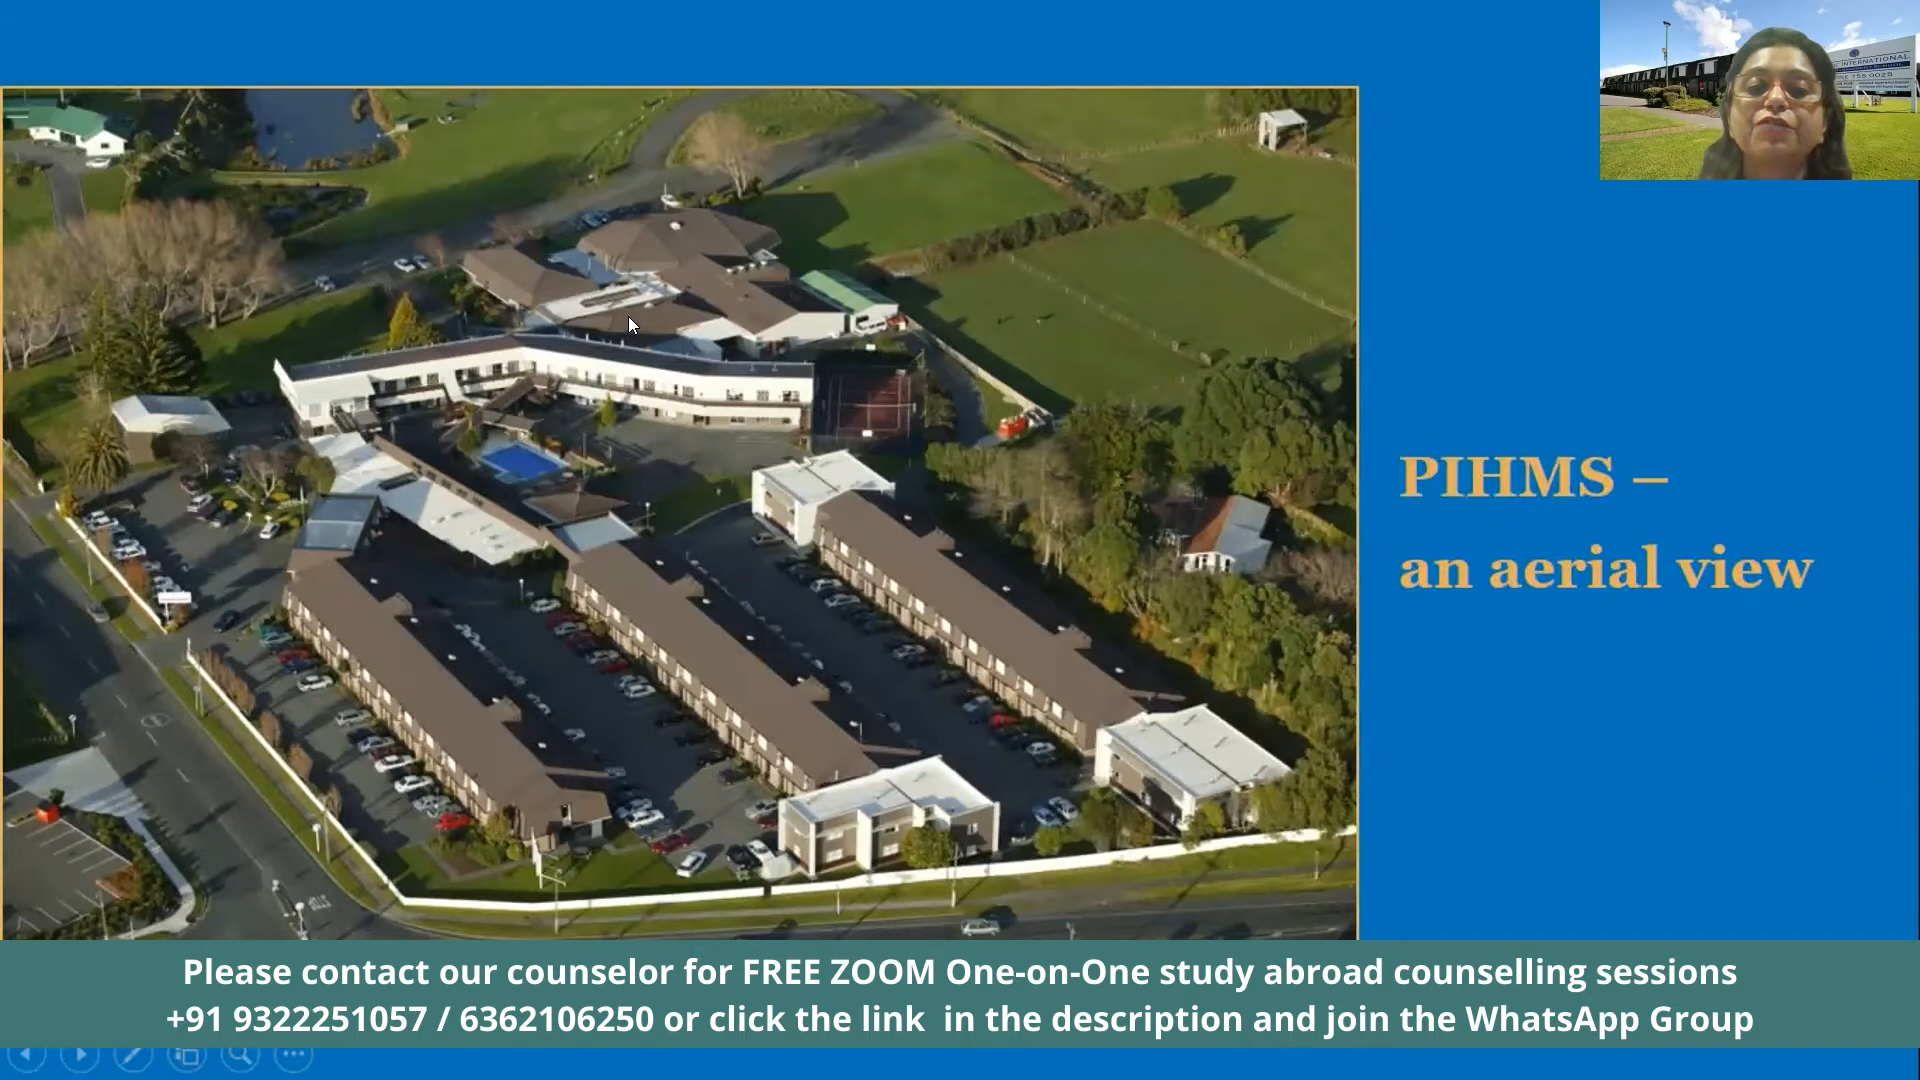 INTERNATIONAL
PIHMS –
an aerial view
Please contact our counselor for FREE ZOOM One-on-One study abroad counselling sessions
+91 9322251057 / 6362106250 or click the link in the description and join the WhatsApp Group